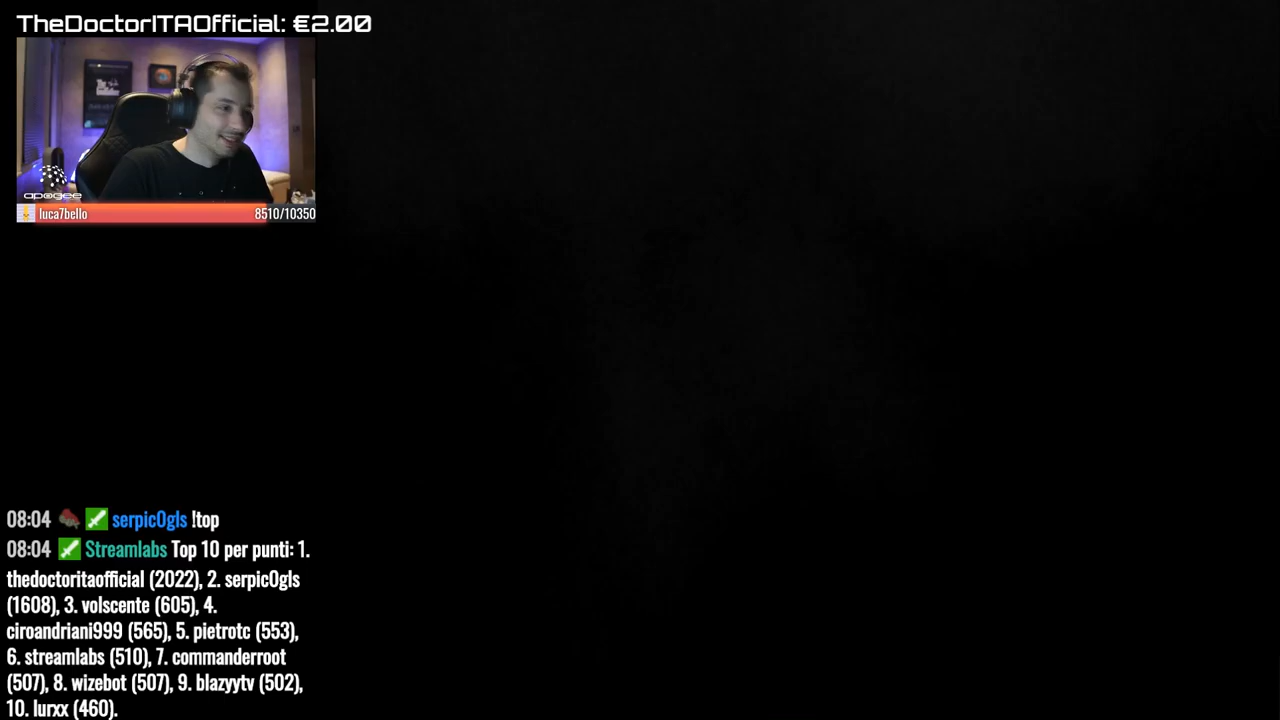 TheDoctorITAOfficial: €2.00
apogee
luca7bello 8510/10350
08:04 serpic0gls !top
08:04 Streamlabs Top 10 per punti: 1.
thedoctoritaofficial (2022), 2. serpic0gls
(1608), 3. volscente (605), 4.
ciroandriani999 (565), 5. pietrotc (553),
6. streamlabs (510), 7. commanderroot
(507), 8. wizebot (507), 9. blazyytv (502),
10. lurxx (460).